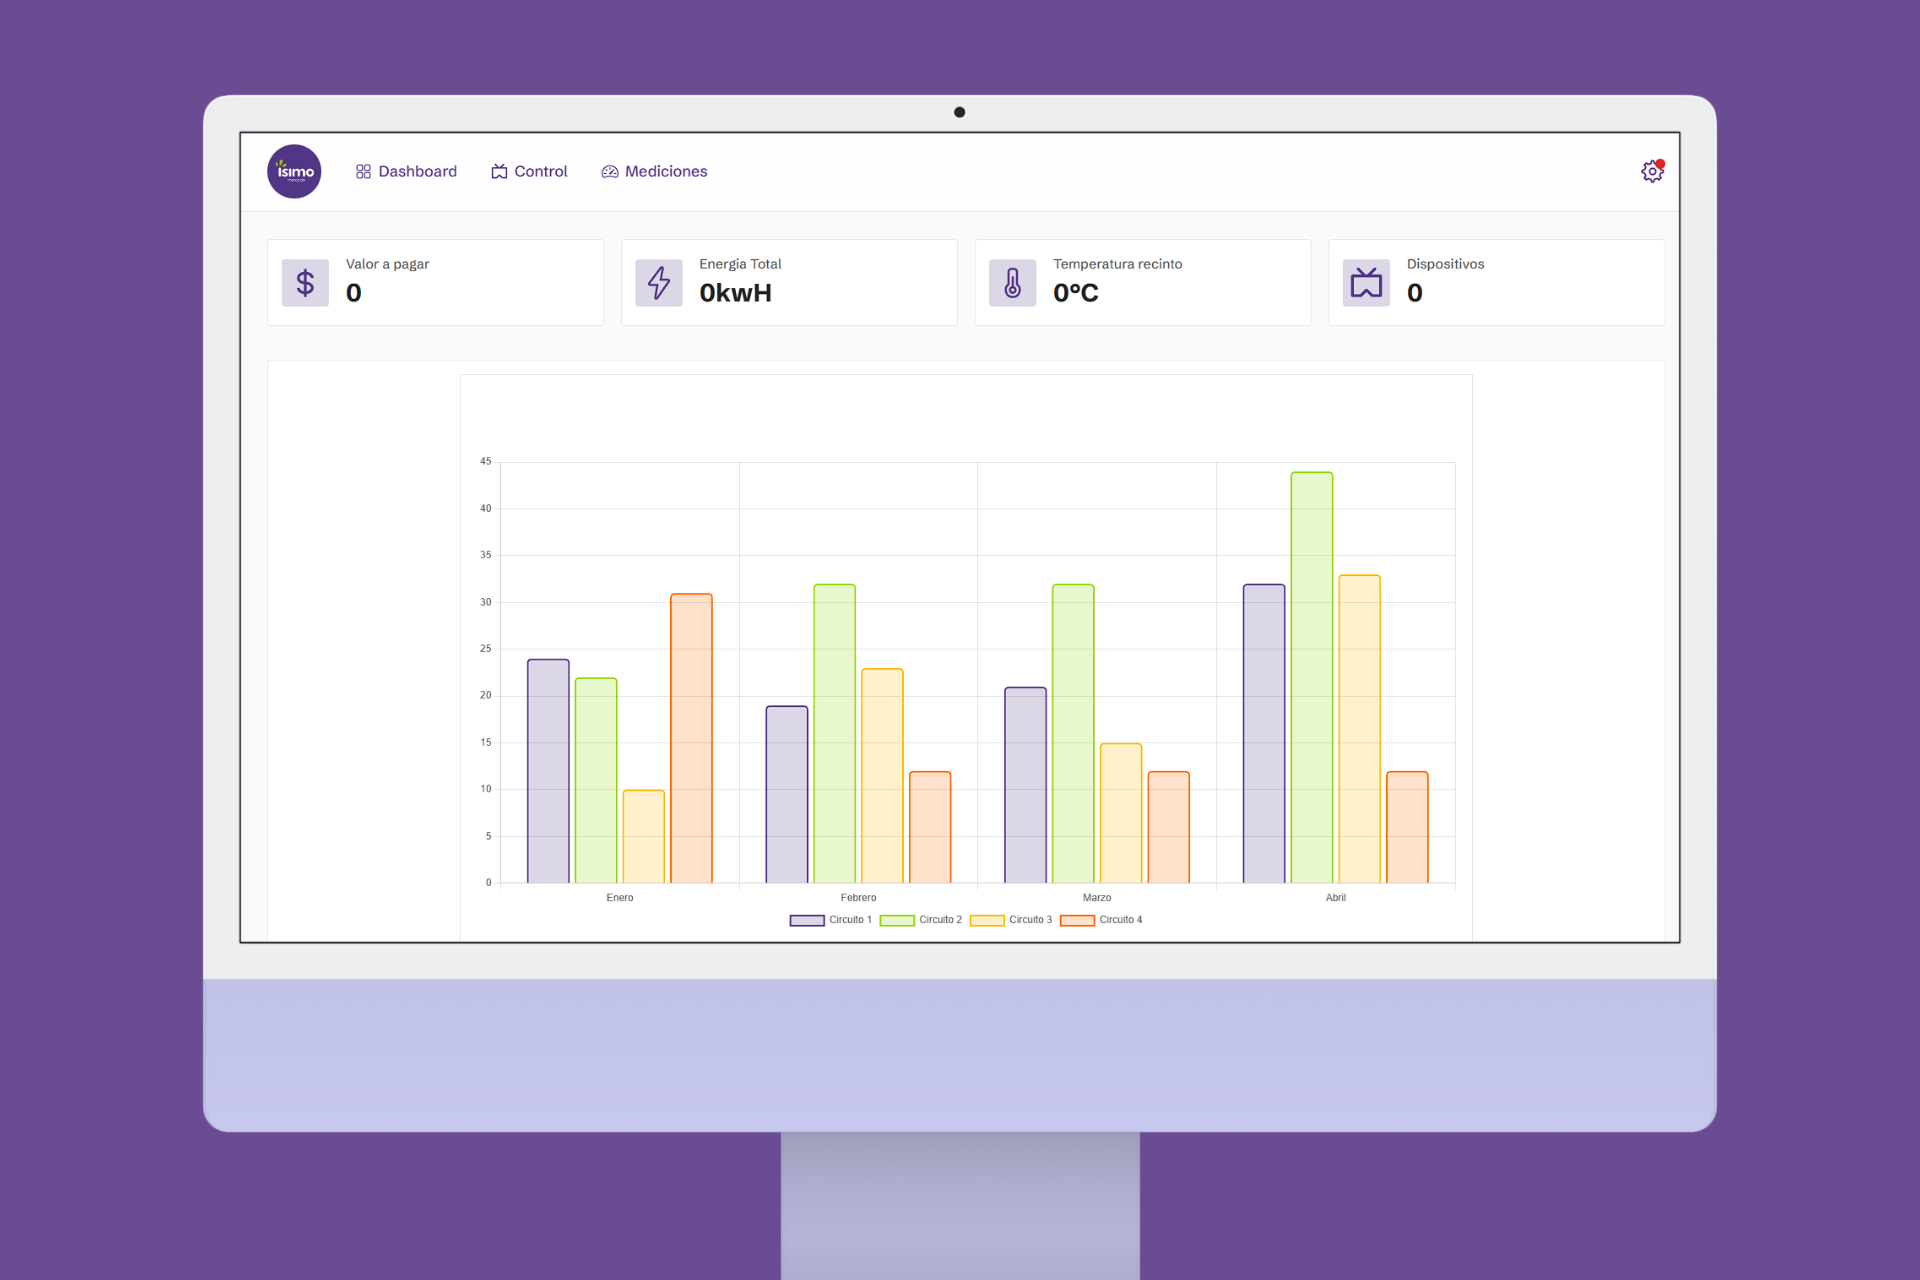 ísimo
Dashboard
Control
Mediciones
Valor a pagar
0
Energia Total
0kwH
Temperatura recinto
0°C
Dispositivos
0
45
40
35
30
25
20
15
10
5
0
Enero Febrero Marzo Abril
Circuito 1 Circuito 2 Circuito 3 Circuito 4